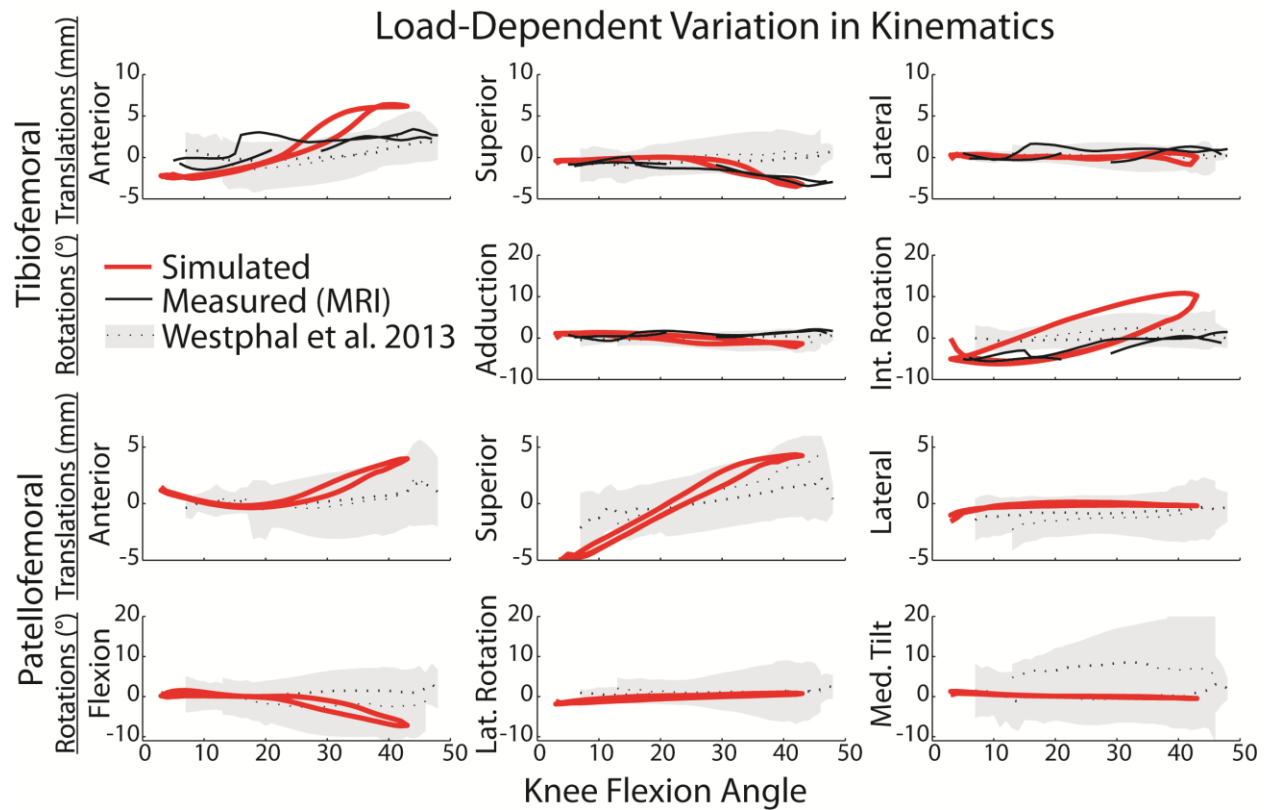 Load-Dependent Variation in Kinematics
Tibiofemoral
Translations (mm)
Anterior
10
5
0
-5
Superior
10
5
0
-5
Lateral
10
5
0
-5
Rotations (°)
Simulated
Measured (MRI)
Westphal et al. 2013
Adduction
20
10
0
-10
Int. Rotation
20
10
0
-10
Patellofemoral
Translations (mm)
Anterior
5
0
-5
Superior
5
0
-5
Lateral
5
0
-5
Rotations (°)
Flexion
20
10
0
-10
0 10 20 30 40 50
Lat. Rotation
20
10
0
-10
0 10 20 30 40 50
Med. Tilt
20
10
0
-10
0 10 20 30 40 50
Knee Flexion Angle